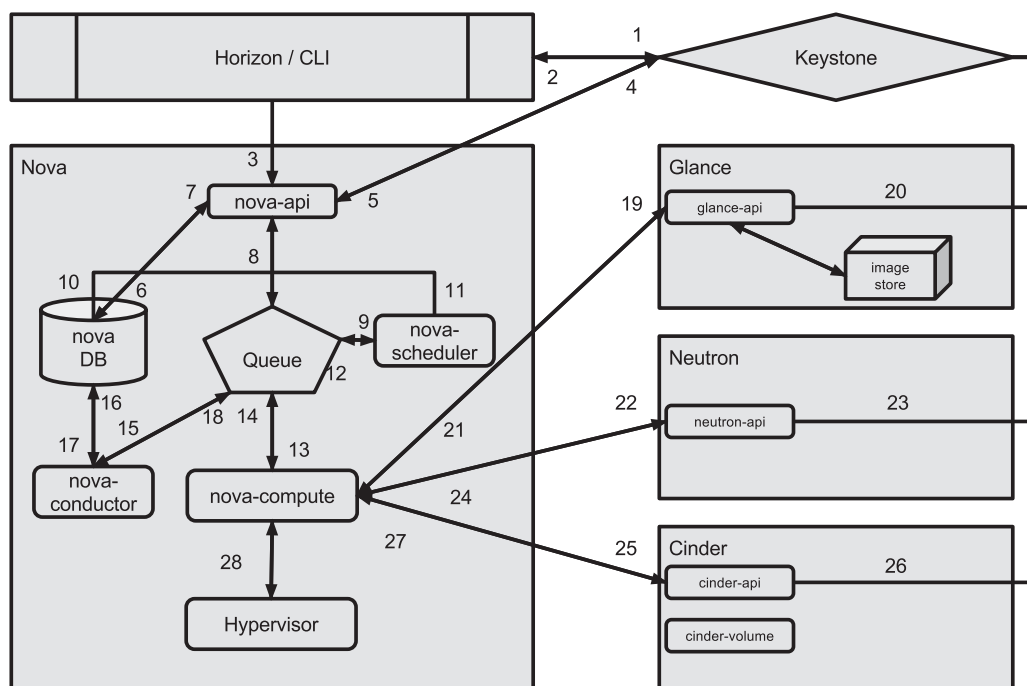 Horizon / CLI
1
2
4
Keystone
Nova
3
7
nova-api
5
8
10
6
11
nova
DB
Queue
9
12
nova-
scheduler
16
15
18
14
17
13
nova-
conductor
nova-compute
28
Hypervisor
Glance
19
glance-api
20
image
store
Neutron
22
21
neutron-api
23
24
27
Cinder
25
cinder-api
26
cinder-volume